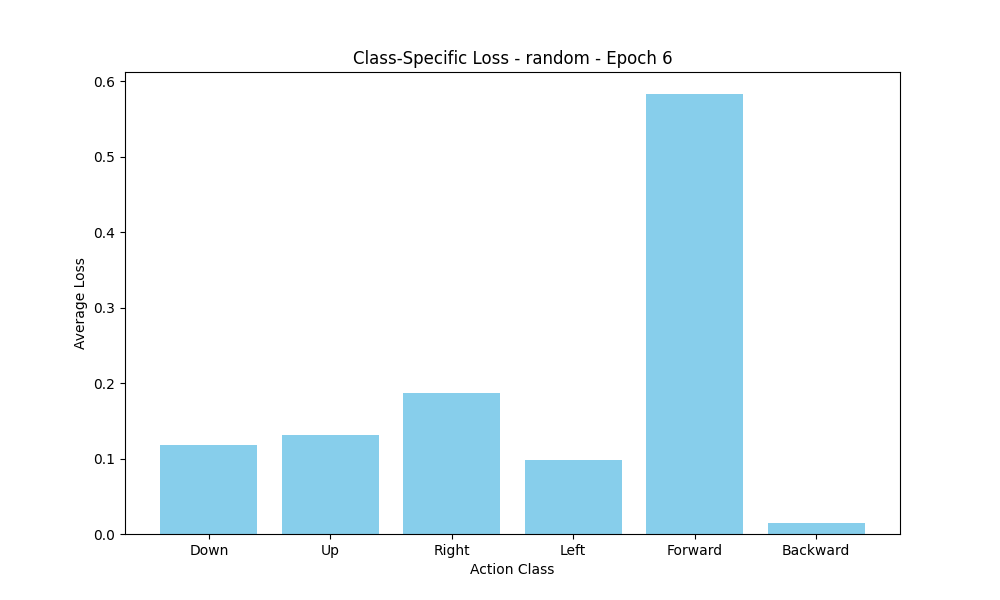 Class-Specific Loss - random - Epoch 6
0.6
0.5
0.4
0.3
0.2
0.1
0.0
Average Loss
Down Up Right Left Forward Backward
Action Class